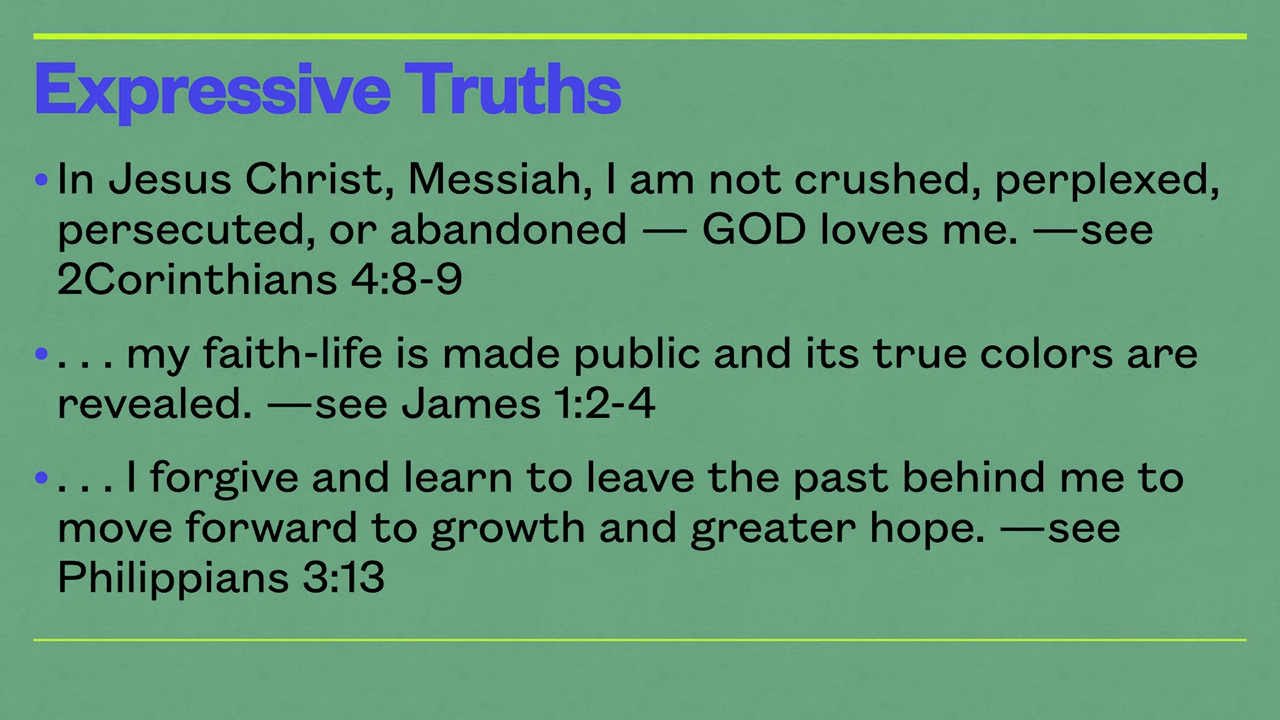 Expressive Truths
• In Jesus Christ, Messiah, I am not crushed, perplexed,
persecuted, or abandoned — GOD loves me. —see
2Corinthians 4:8-9
• . . . my faith-life is made public and its true colors are
revealed. —see James 1:2-4
• . . . I forgive and learn to leave the past behind me to
move forward to growth and greater hope. —see
Philippians 3:13